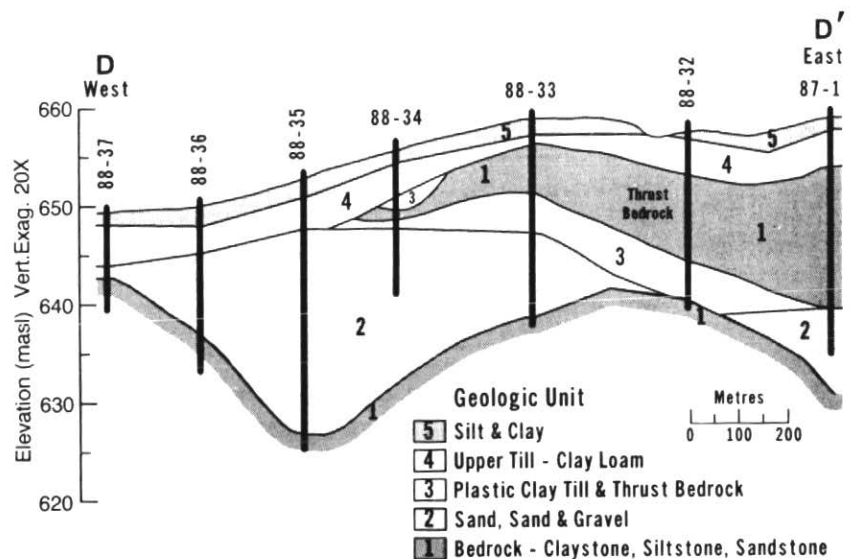 D
West
D'
East
88-37
88-36
88-35
88-34
88-33
88-32
87-1
Elevation (masl) Vert.Exag. 20X
660
650
640
630
620
5
5
4
4
3
1
Thrust
Bedrock
1
3
2
2
1
1
Geologic Unit
5 Silt & Clay
4 Upper Till - Clay Loam
3 Plastic Clay Till & Thrust Bedrock
2 Sand, Sand & Gravel
1 Bedrock - Claystone, Siltstone, Sandstone
Metres
0 100 200